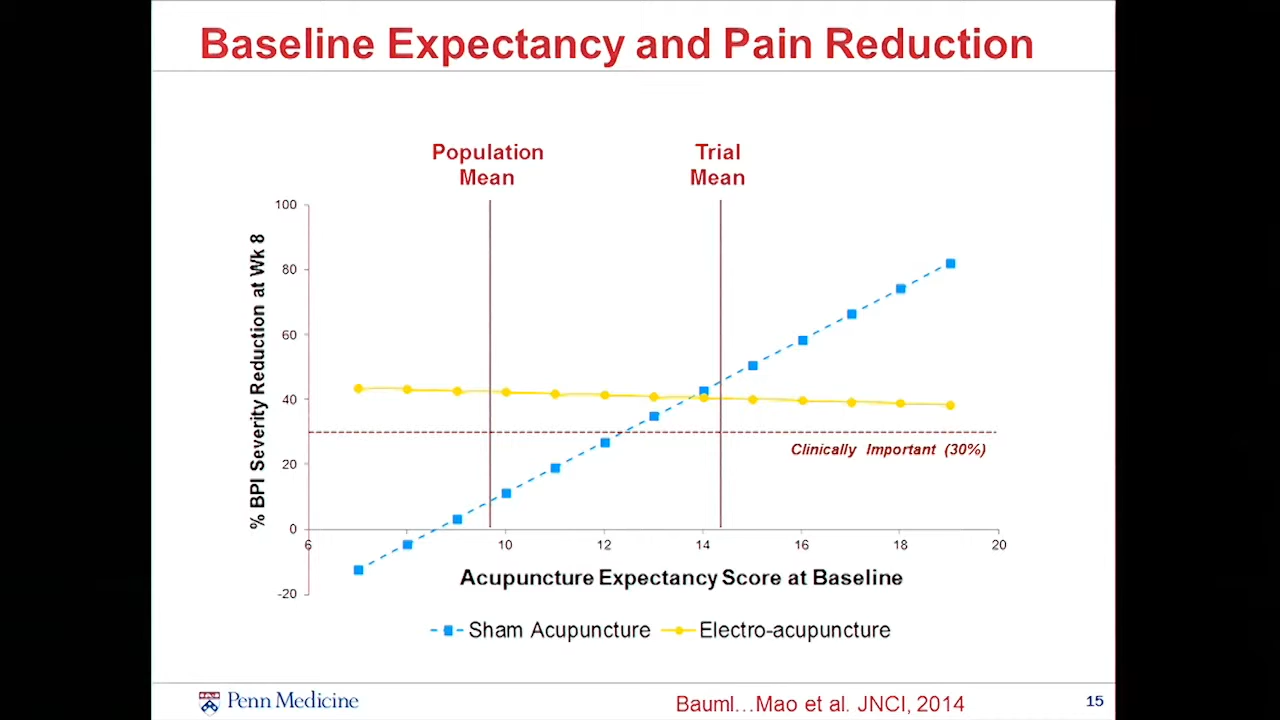 Baseline Expectancy and Pain Reduction
Population
Mean
Trial
Mean
100
80
60
40
20
0
-20
% BPI Severity Reduction at Wk 8
Clinically Important (30%)
6
10
12
14
16
18
20
Acupuncture Expectancy Score at Baseline
Sham Acupuncture
Electro-acupuncture
Penn Medicine
Bauml…Mao et al. JNCI, 2014
15